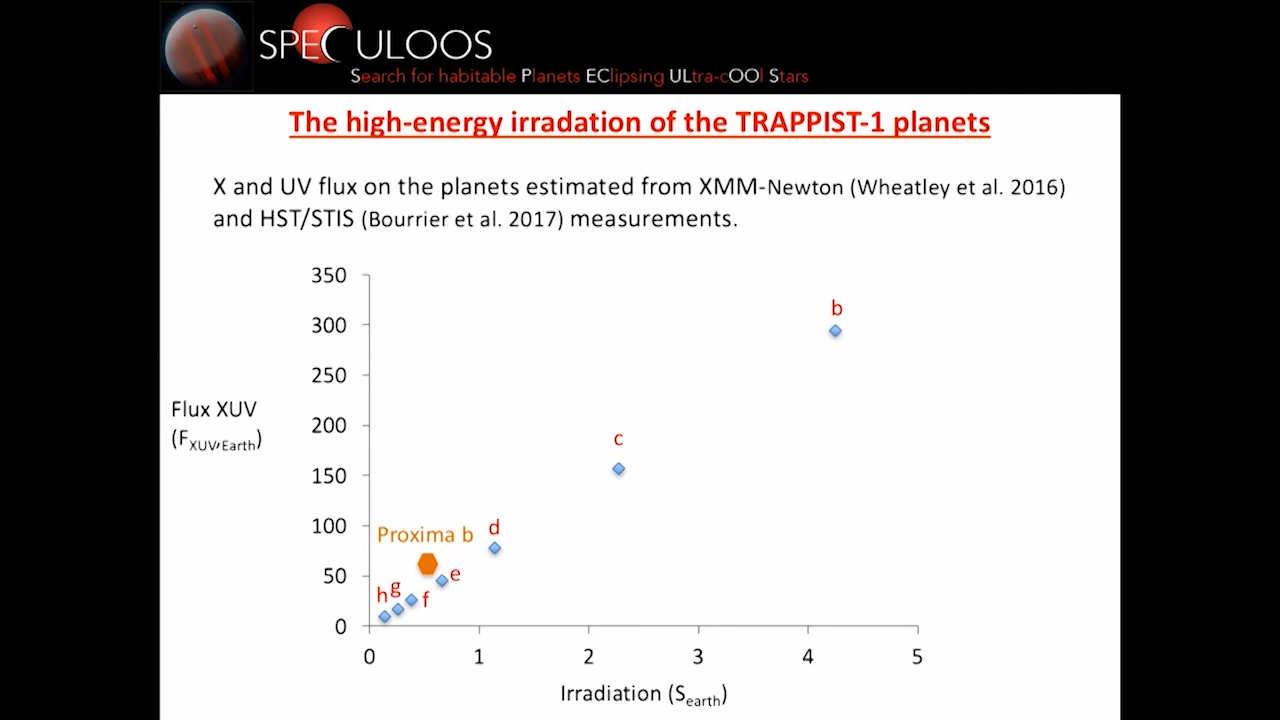 SPECULOOS
Search for habitable Planets EClipsing ULtra-cOOl Stars
The high-energy irradation of the TRAPPIST-1 planets
X and UV flux on the planets estimated from XMM-Newton (Wheatley et al. 2016)
and HST/STIS (Bourrier et al. 2017) measurements.
350
300
250
200
150
100
50
0
Flux XUV
(FXUV,Earth)
b
c
d
Proxima b
e
f
g
h
0 1 2 3 4 5
Irradiation (Searth)